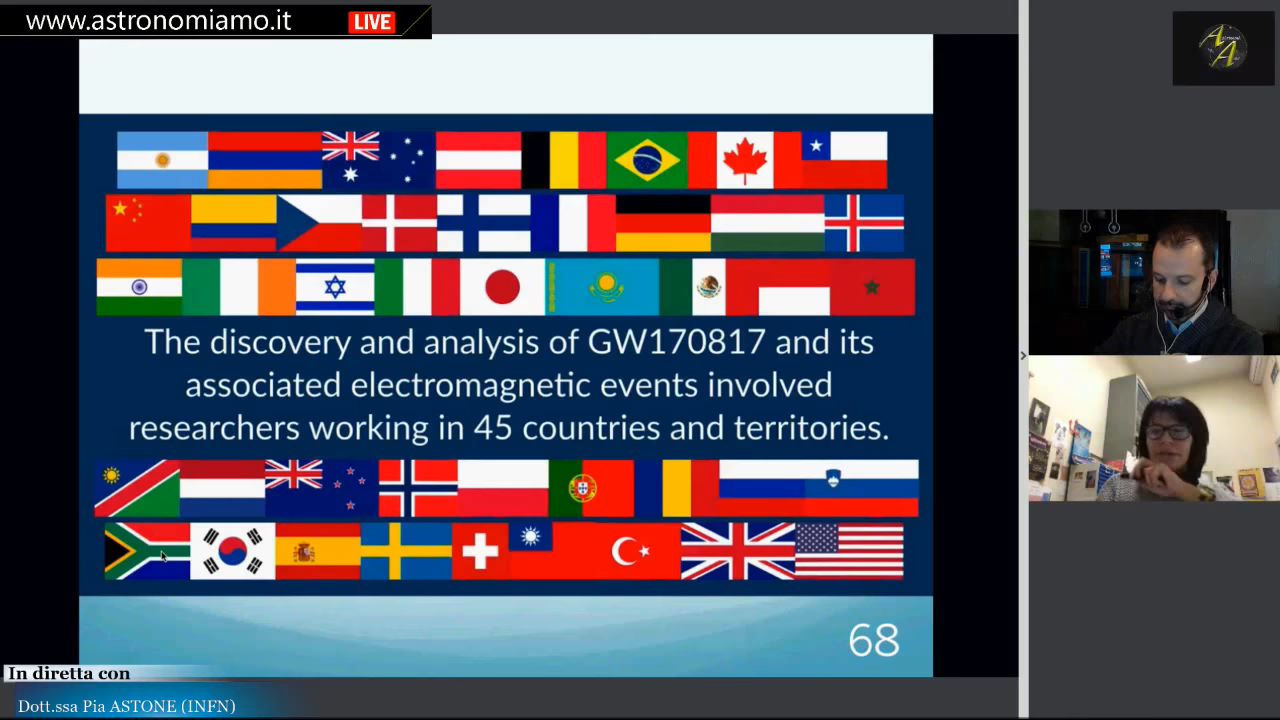 www.astronomiamo.it LIVE
The discovery and analysis of GW170817 and its
associated electromagnetic events involved
researchers working in 45 countries and territories.
68
In diretta con
Dott.ssa Pia ASTONE (INFN)